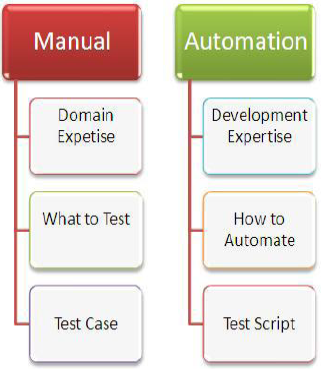 Manual
Domain
Expetise
What to Test
Test Case
Automation
Development
Expertise
How to
Automate
Test Script